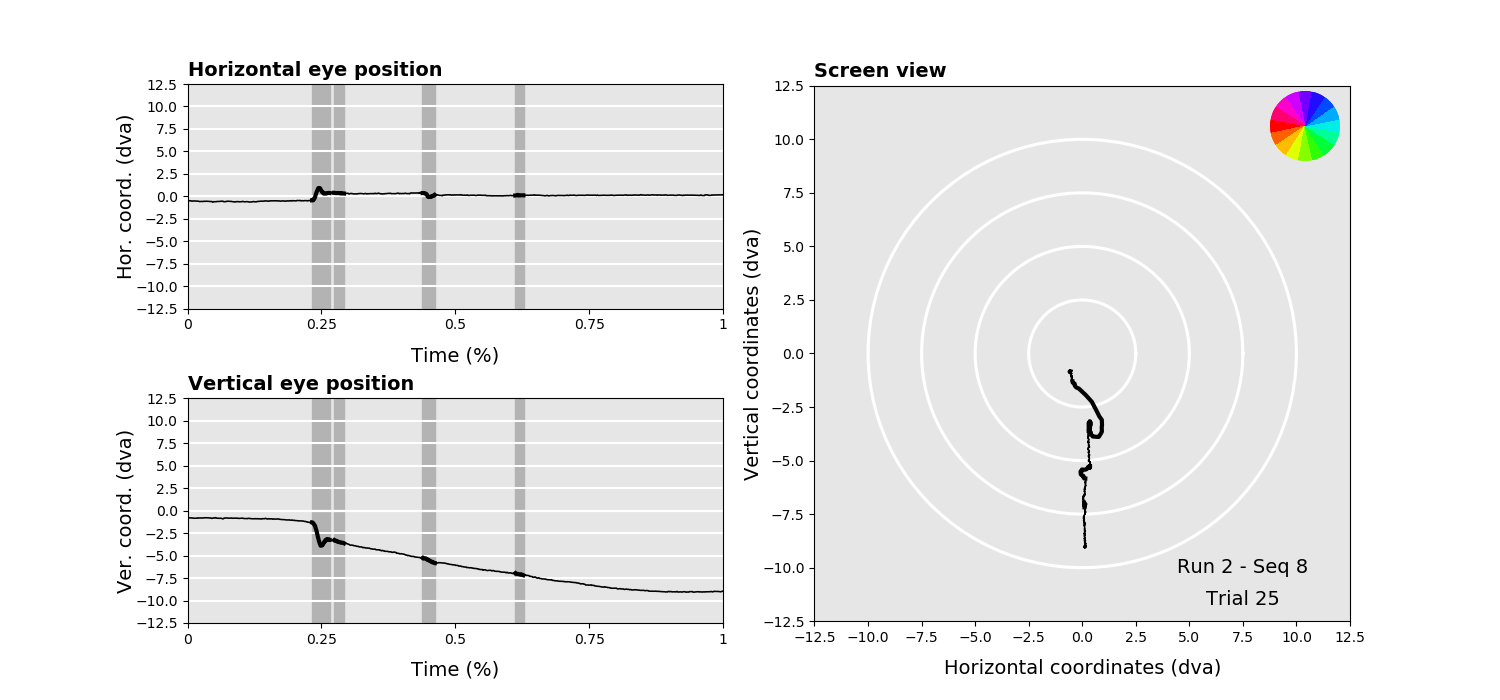 Horizontal eye position
12.5
10.0
7.5
5.0
2.5
0.0
−2.5
−5.0
−7.5
−10.0
−12.5
Hor. coord. (dva)
0 0.25 0.5 0.75 1
Time (%)
Vertical eye position
12.5
10.0
7.5
5.0
2.5
0.0
−2.5
−5.0
−7.5
−10.0
−12.5
Ver. coord. (dva)
0 0.25 0.5 0.75 1
Time (%)
Screen view
12.5
10.0
7.5
5.0
2.5
0.0
−2.5
−5.0
−7.5
−10.0
−12.5
Vertical coordinates (dva)
Run 2 - Seq 8
Trial 25
−12.5 −10.0 −7.5 −5.0 −2.5 0.0 2.5 5.0 7.5 10.0 12.5
Horizontal coordinates (dva)